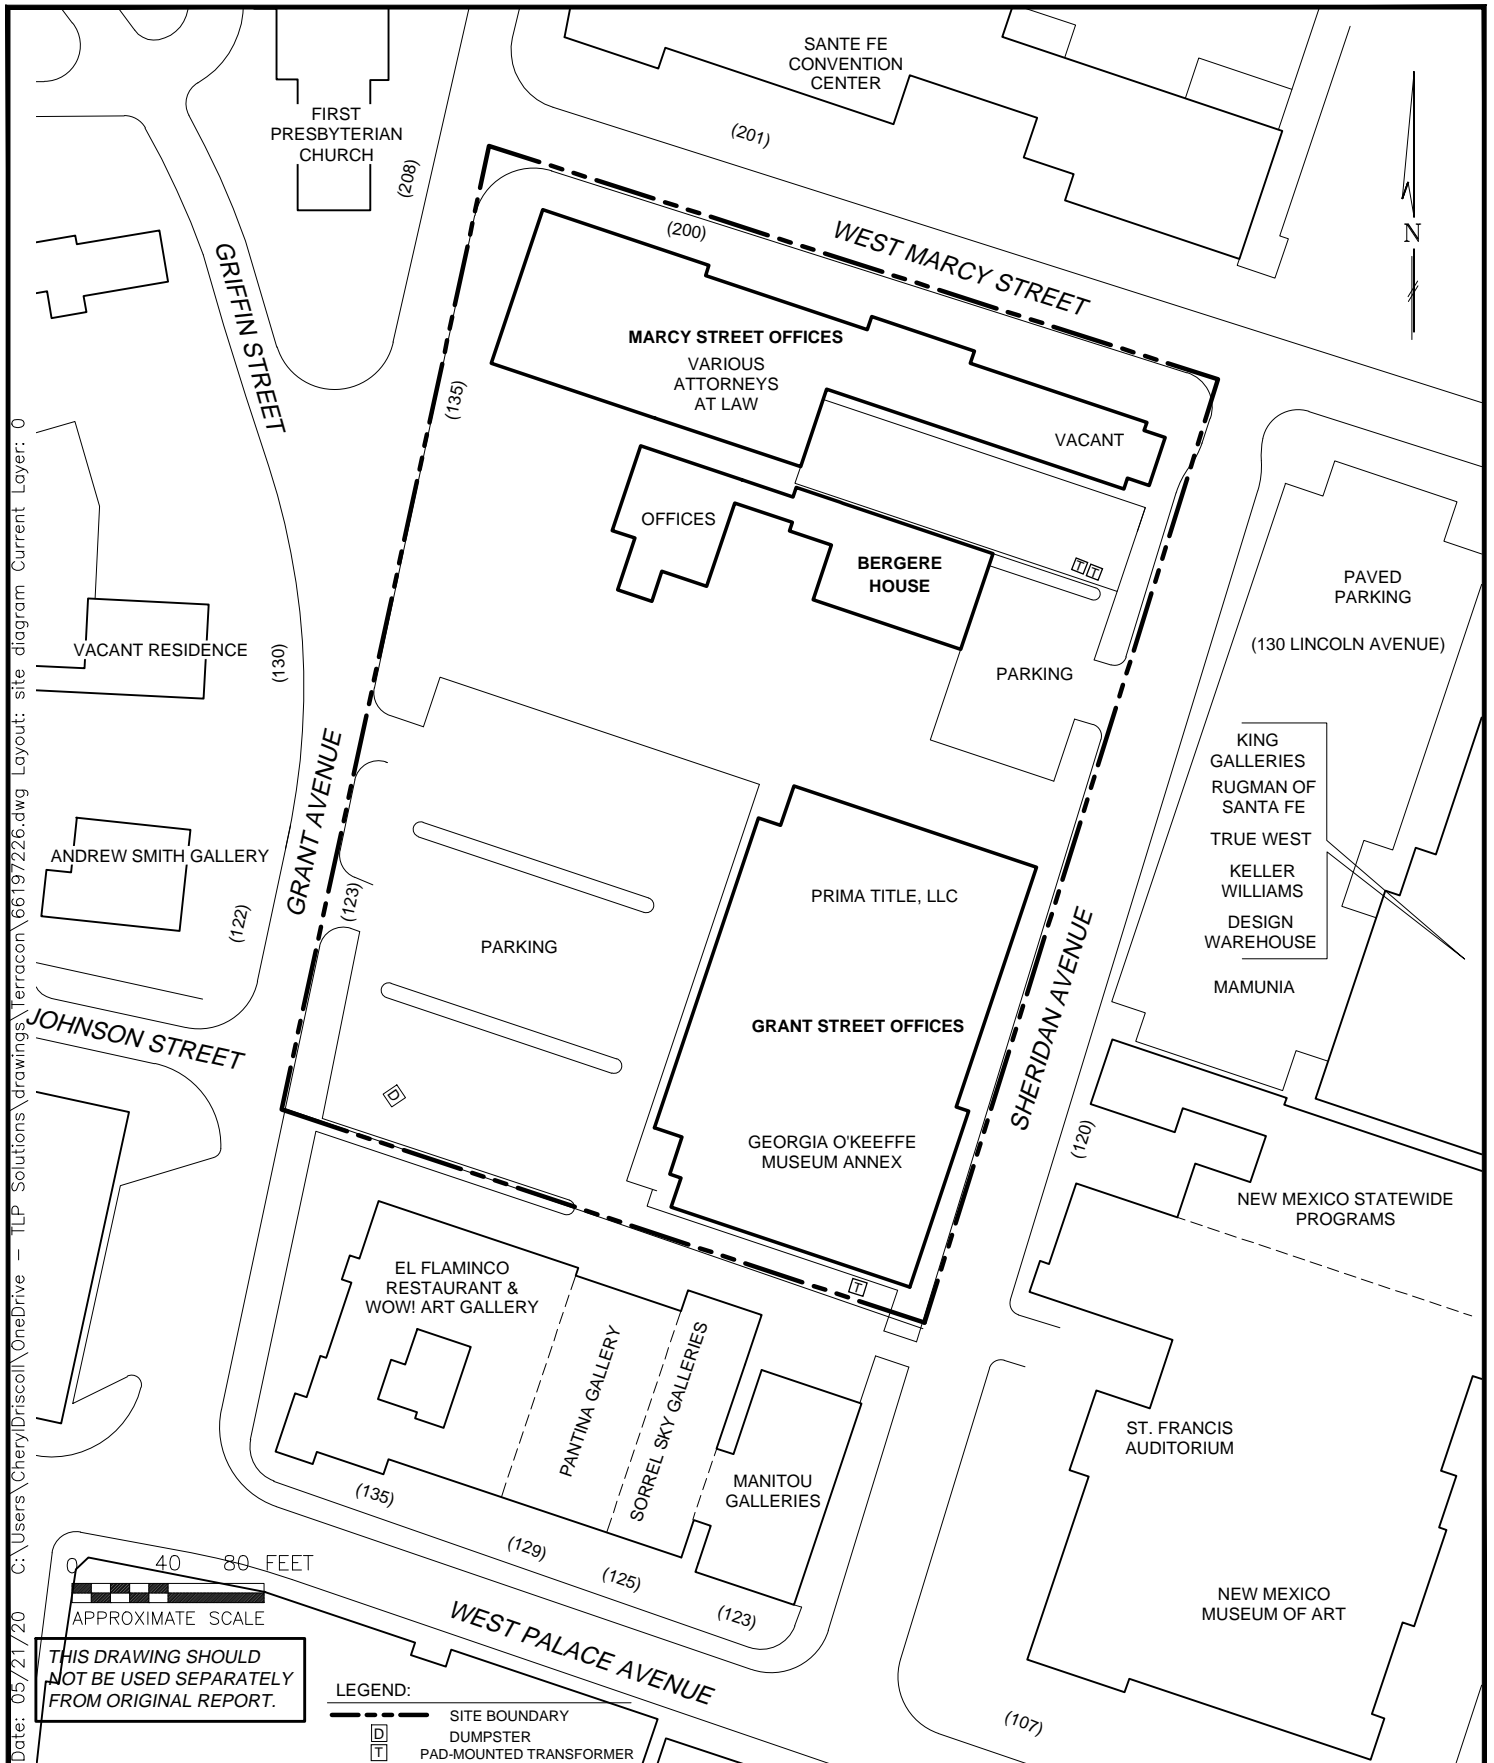 SANTE FE
CONVENTION
CENTER
FIRST
PRESBYTERIAN
CHURCH
(201)
(208)
(200)
WEST MARCY STREET
N
GRIFFIN STREET
MARCY STREET OFFICES
VARIOUS
ATTORNEYS
AT LAW
(135)
VACANT
OFFICES
BERGERE
HOUSE
T T
PAVED
PARKING
(130 LINCOLN AVENUE)
VACANT RESIDENCE
(130)
PARKING
KING
GALLERIES
RUGMAN OF
SANTA FE
TRUE WEST
KELLER
WILLIAMS
DESIGN
WAREHOUSE
MAMUNIA
GRANT AVENUE
ANDREW SMITH GALLERY
(122)
(123)
PRIMA TITLE, LLC
PARKING
GRANT STREET OFFICES
SHERIDAN AVENUE
JOHNSON STREET
D
GEORGIA O'KEEFFE
MUSEUM ANNEX
(120)
NEW MEXICO STATEWIDE
PROGRAMS
EL FLAMINCO
RESTAURANT &
WOW! ART GALLERY
T
PANTINA GALLERY
SORREL SKY GALLERIES
ST. FRANCIS
AUDITORIUM
MANITOU
GALLERIES
(135)
(129)
(125)
(123)
NEW MEXICO
MUSEUM OF ART
WEST PALACE AVENUE
(107)
0 40 80 FEET
APPROXIMATE SCALE
THIS DRAWING SHOULD
NOT BE USED SEPARATELY
FROM ORIGINAL REPORT.
LEGEND:
SITE BOUNDARY
D DUMPSTER
T PAD-MOUNTED TRANSFORMER
Date: 05/21/20 C:\Users\CherylDriscoll\OneDrive - TLP Solutions\drawings\Terracon\66197226.dwg Layout: site diagram Current Layer: 0